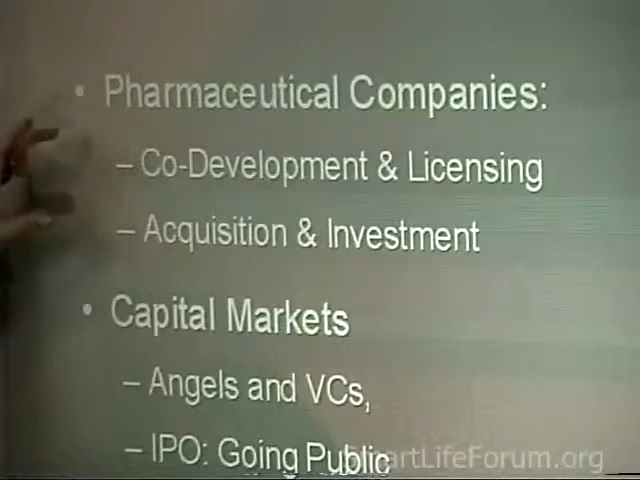 • Pharmaceutical Companies:
– Co-Development & Licensing
– Acquisition & Investment
• Capital Markets
– Angels and VCs,
– IPO: Going Public
SmartLifeForum.org